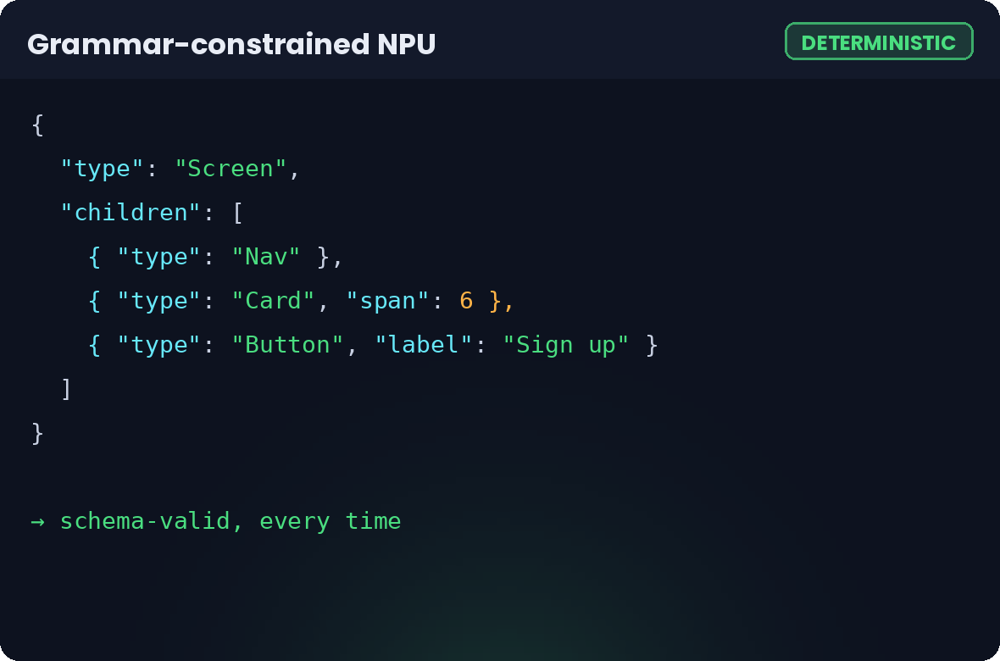 Grammar-constrained NPU
DETERMINISTIC
{
  "type": "Screen",
  "children": [
    { "type": "Nav" },
    { "type": "Card", "span": 6 },
    { "type": "Button", "label": "Sign up" }
  ]
}
→ schema-valid, every time